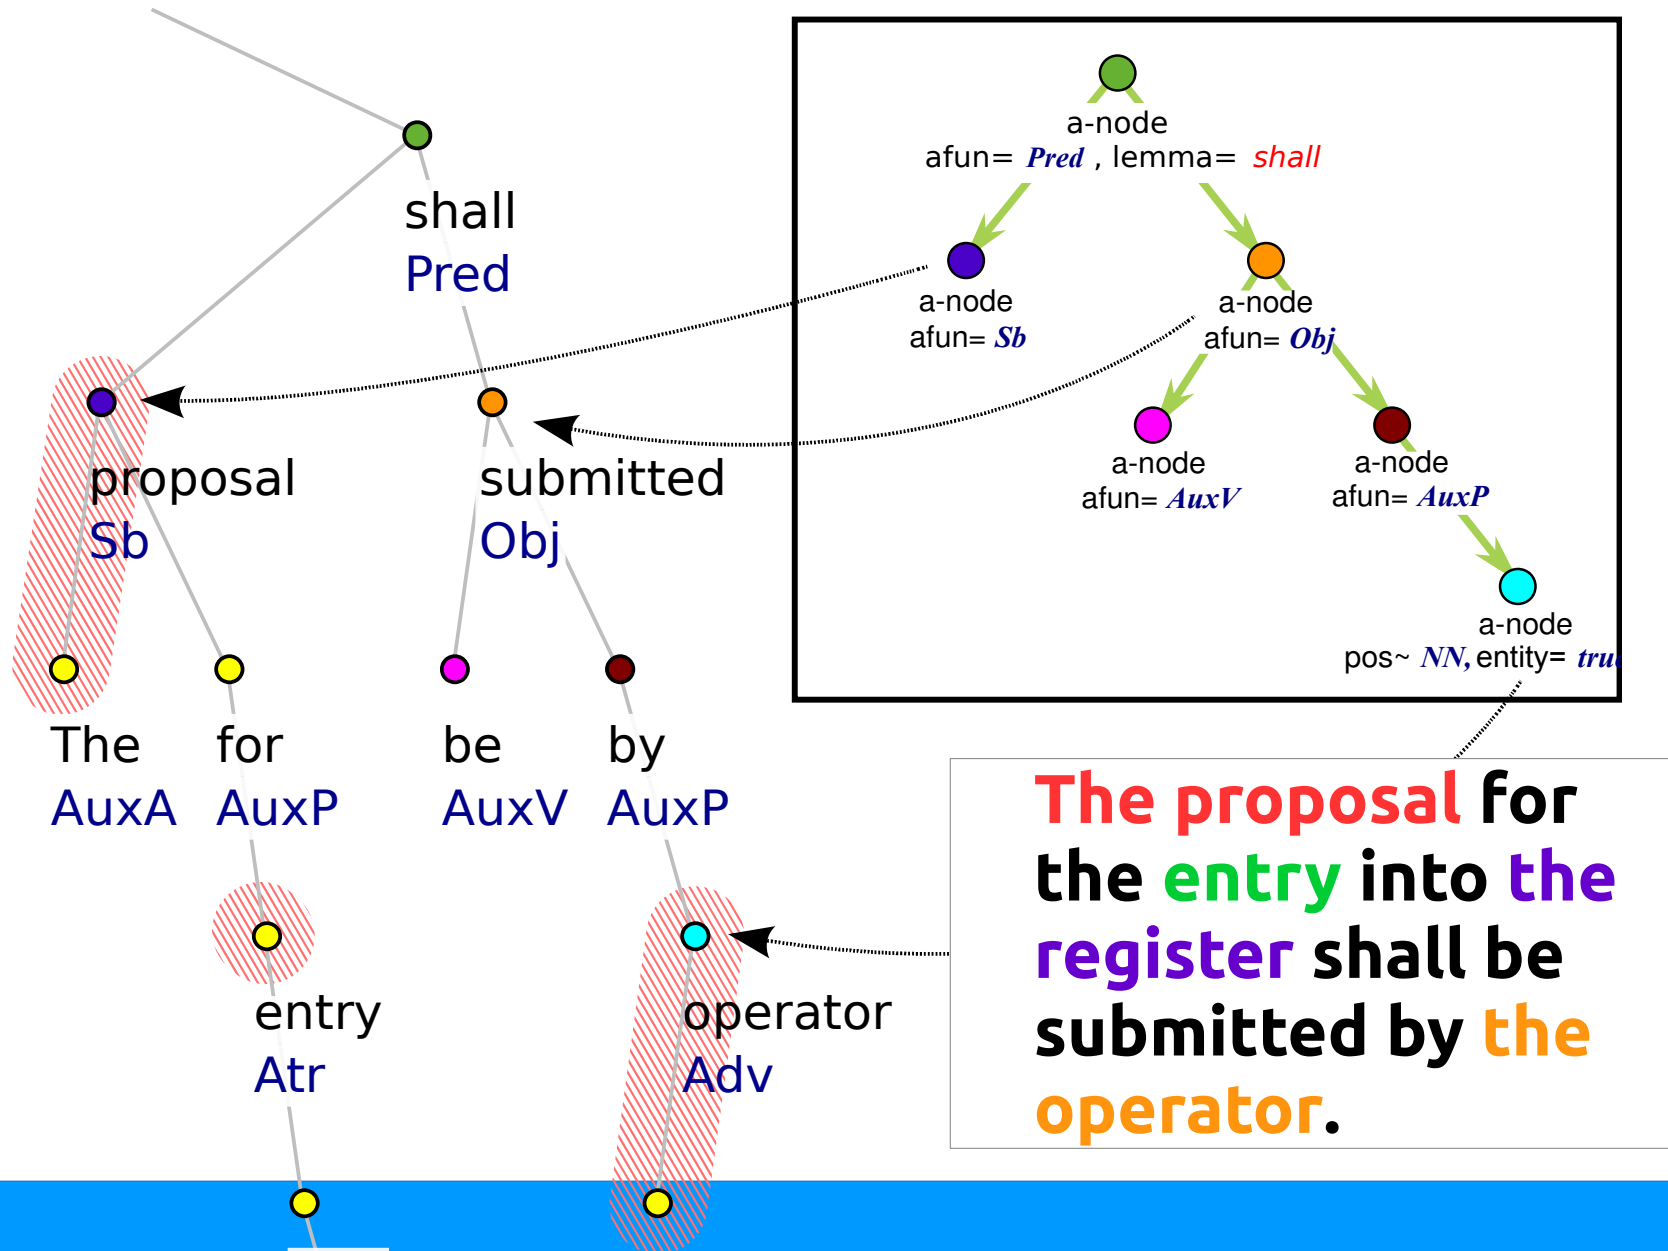 shall
Pred
proposal
Sb
submitted
Obj
The
AuxA
for
AuxP
be
AuxV
by
AuxP
entry
Atr
operator
Adv
a-node
afun= Pred , lemma= shall
a-node
afun= Sb
a-node
afun= Obj
a-node
afun= AuxV
a-node
afun= AuxP
a-node
pos~ NN, entity= true
The proposal for
the entry into the
register shall be
submitted by the
operator.